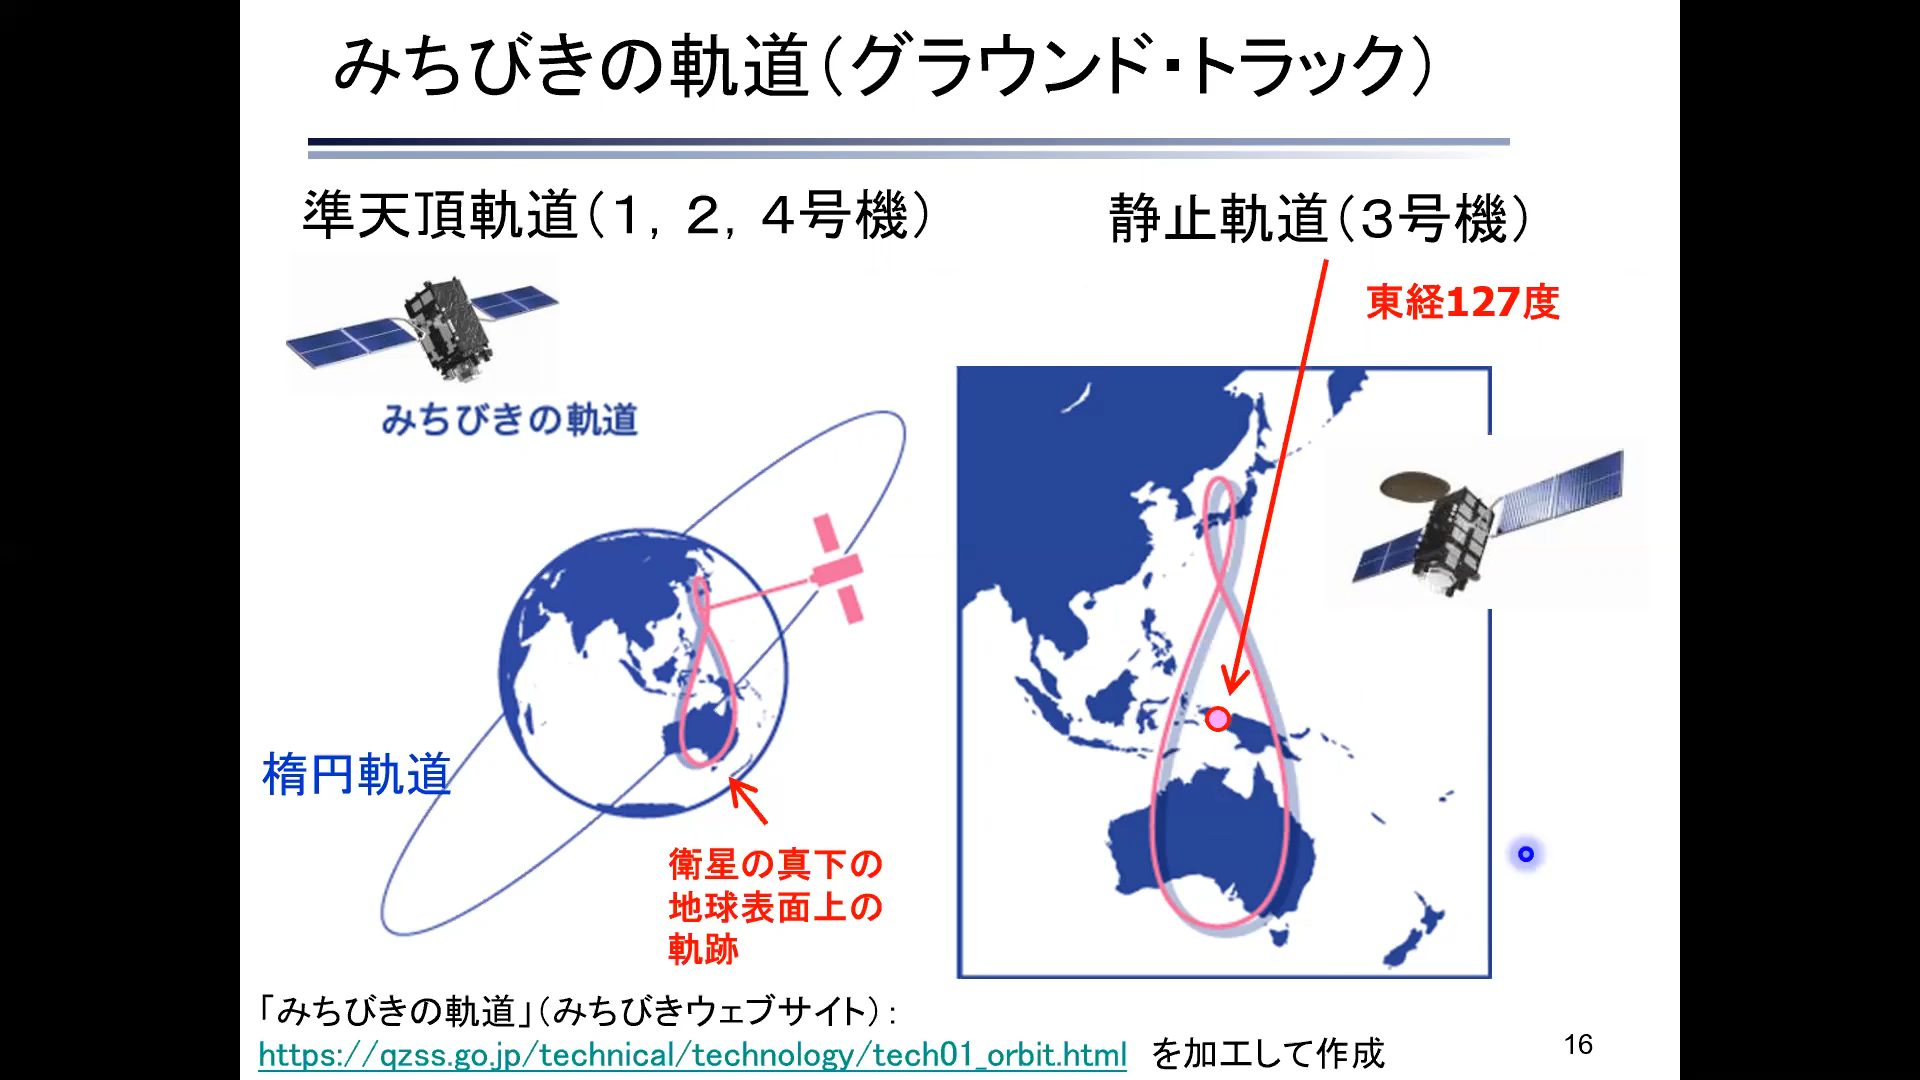 みちびきの軌道(グラウンド・トラック)
準天頂軌道(1, 2, 4号機)
静止軌道(3号機)
東経127度
みちびきの軌道
楕円軌道
衛星の真下の
地球表面上の
軌跡
「みちびきの軌道」(みちびきウェブサイト):
https://qzss.go.jp/technical/technology/tech01_orbit.html を加工して作成
16